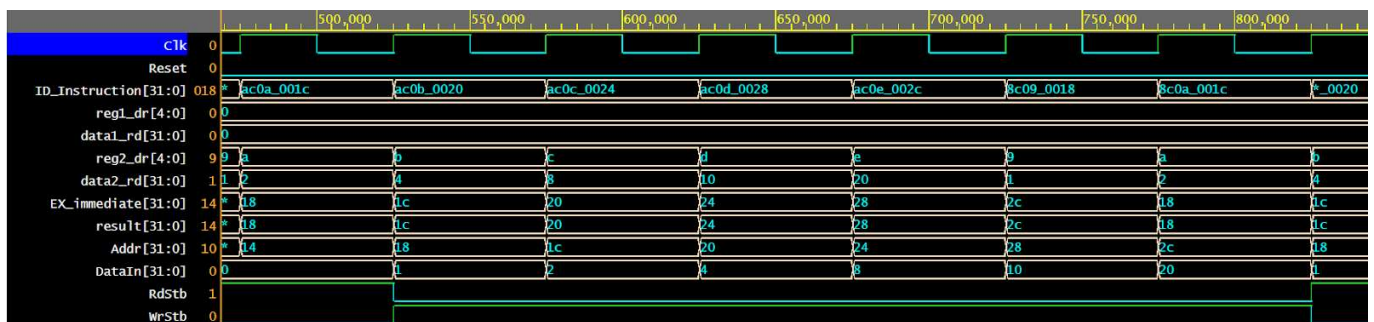 500,000 550,000 600,000 650,000 700,000 750,000 800,000
Clk 0
Reset 0
ID_Instruction[31:0] 018 * ac0a_001c ac0b_0020 ac0c_0024 ac0d_0028 ac0e_002c 8c09_0018 8c0a_001c *_0020
reg1_dr[4:0] 0 0
data1_rd[31:0] 0 0
reg2_dr[4:0] 9 9 a b c d e 9 a b
data2_rd[31:0] 1 1 2 4 8 10 20 1 2 4
EX_immediate[31:0] 14 * 18 1c 20 24 28 2c 18 1c
result[31:0] 14 * 18 1c 20 24 28 2c 18 1c
Addr[31:0] 10 * 14 18 1c 20 24 28 2c 18
DataIn[31:0] 0 0 1 2 4 8 10 20 1
RdStb 1
WrStb 0